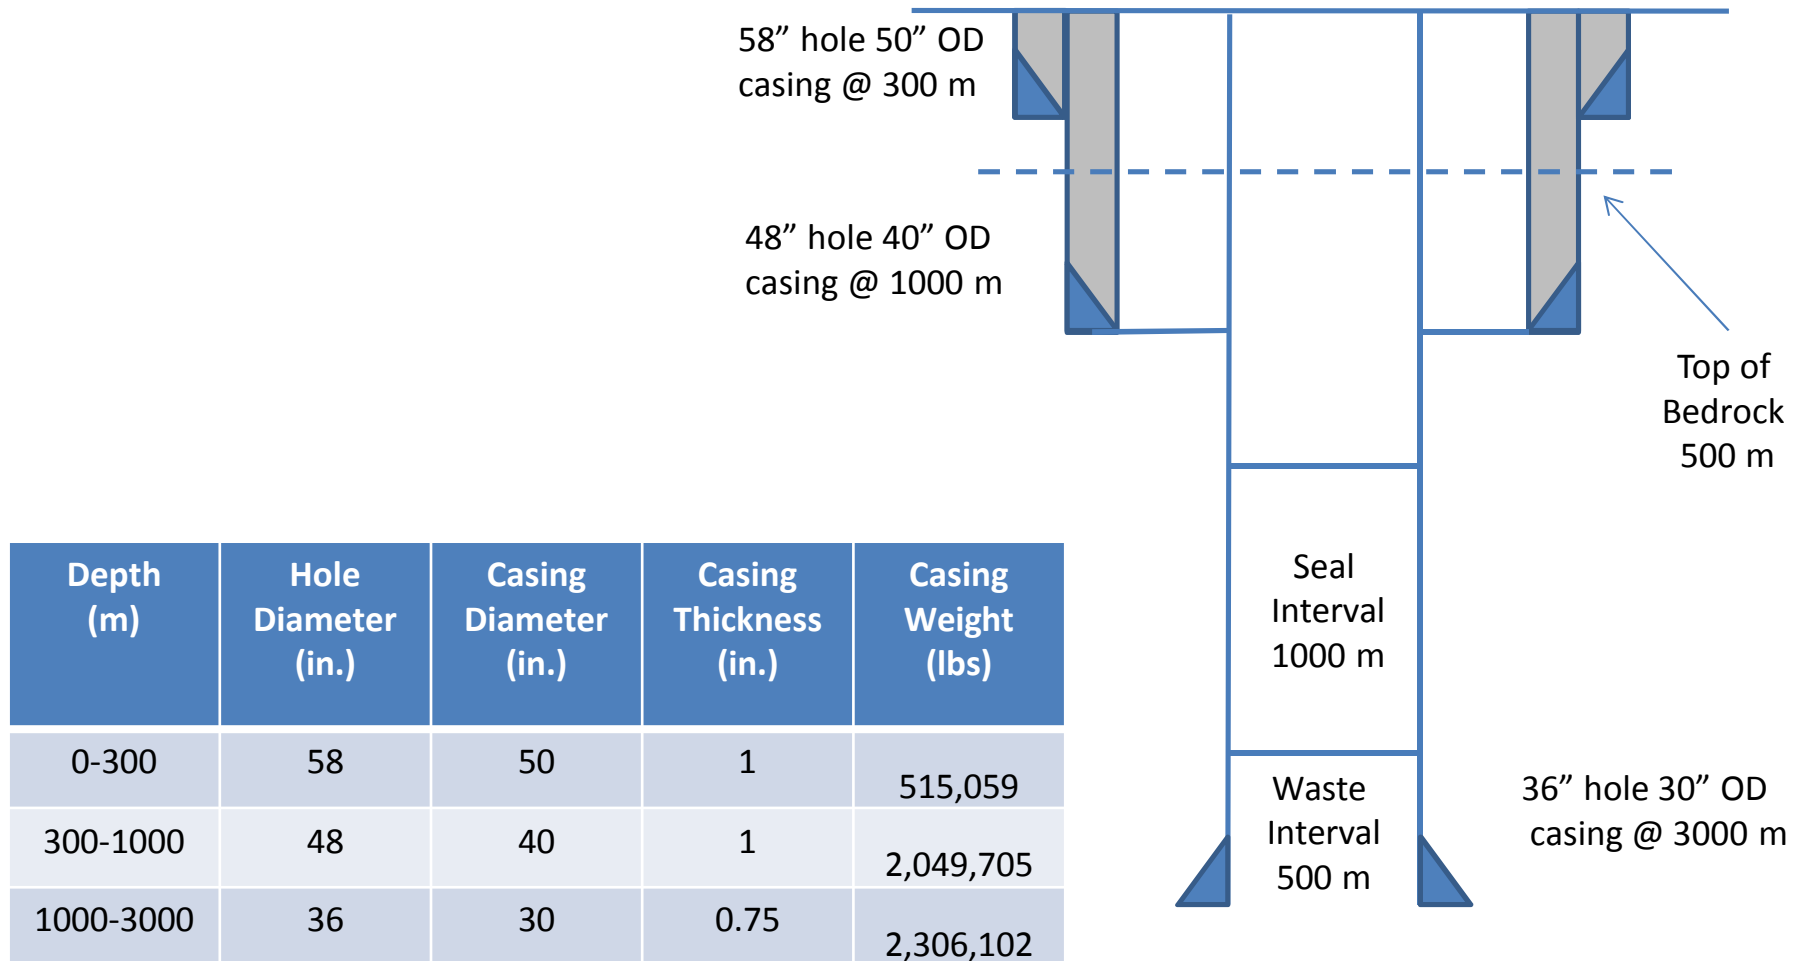 58” hole 50” OD
casing @ 300 m
48” hole 40” OD
casing @ 1000 m
Top of
Bedrock
500 m
Seal
Interval
1000 m
Waste
Interval
500 m
36” hole 30” OD
casing @ 3000 m
Depth (m) Hole Diameter (in.) Casing Diameter (in.) Casing Thickness (in.) Casing Weight (lbs)
0-300 58 50 1 515,059
300-1000 48 40 1 2,049,705
1000-3000 36 30 0.75 2,306,102